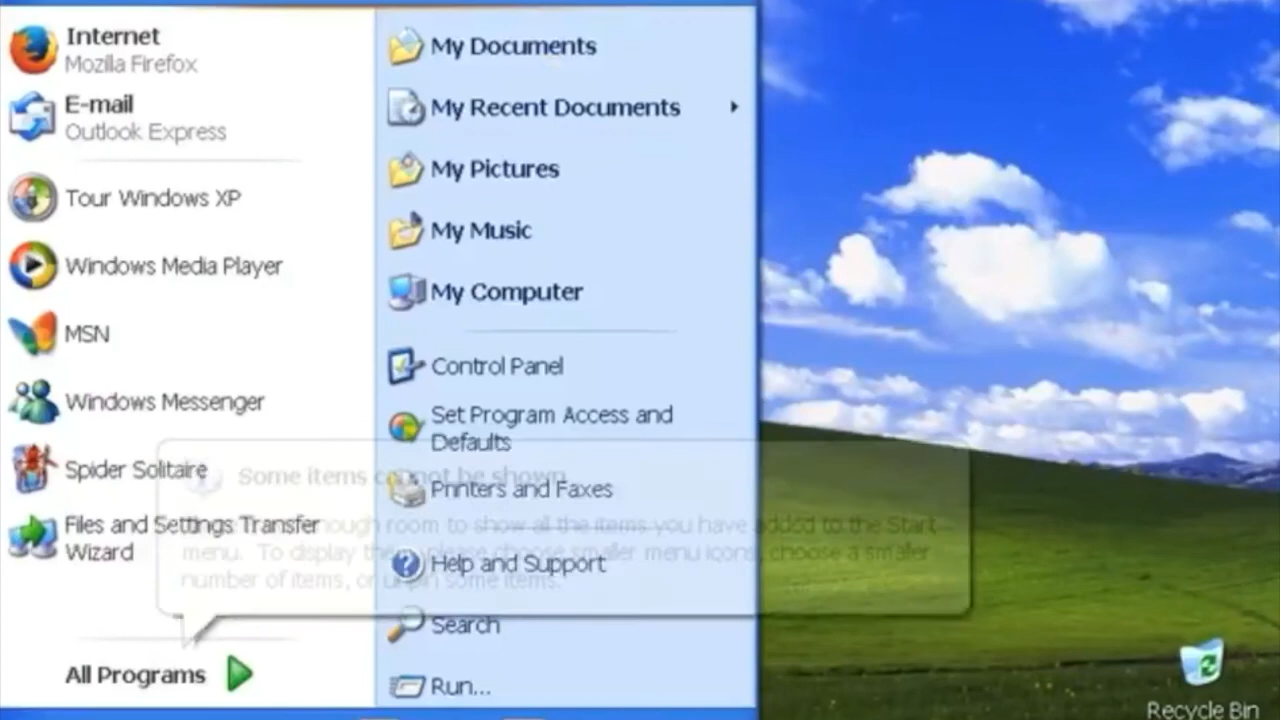 Internet
Mozilla Firefox
E-mail
Outlook Express
Tour Windows XP
Windows Media Player
MSN
Windows Messenger
Spider Solitaire
Files and Settings Transfer
Wizard
All Programs
My Documents
My Recent Documents
My Pictures
My Music
My Computer
Control Panel
Set Program Access and
Defaults
Printers and Faxes
Help and Support
Search
Run...
Some items cannot be shown
room to show all the items you have added to the Start
menu. To display them, please choose smaller menu icons, choose a smaller
number of items, or unpin some items.
Recycle Bin